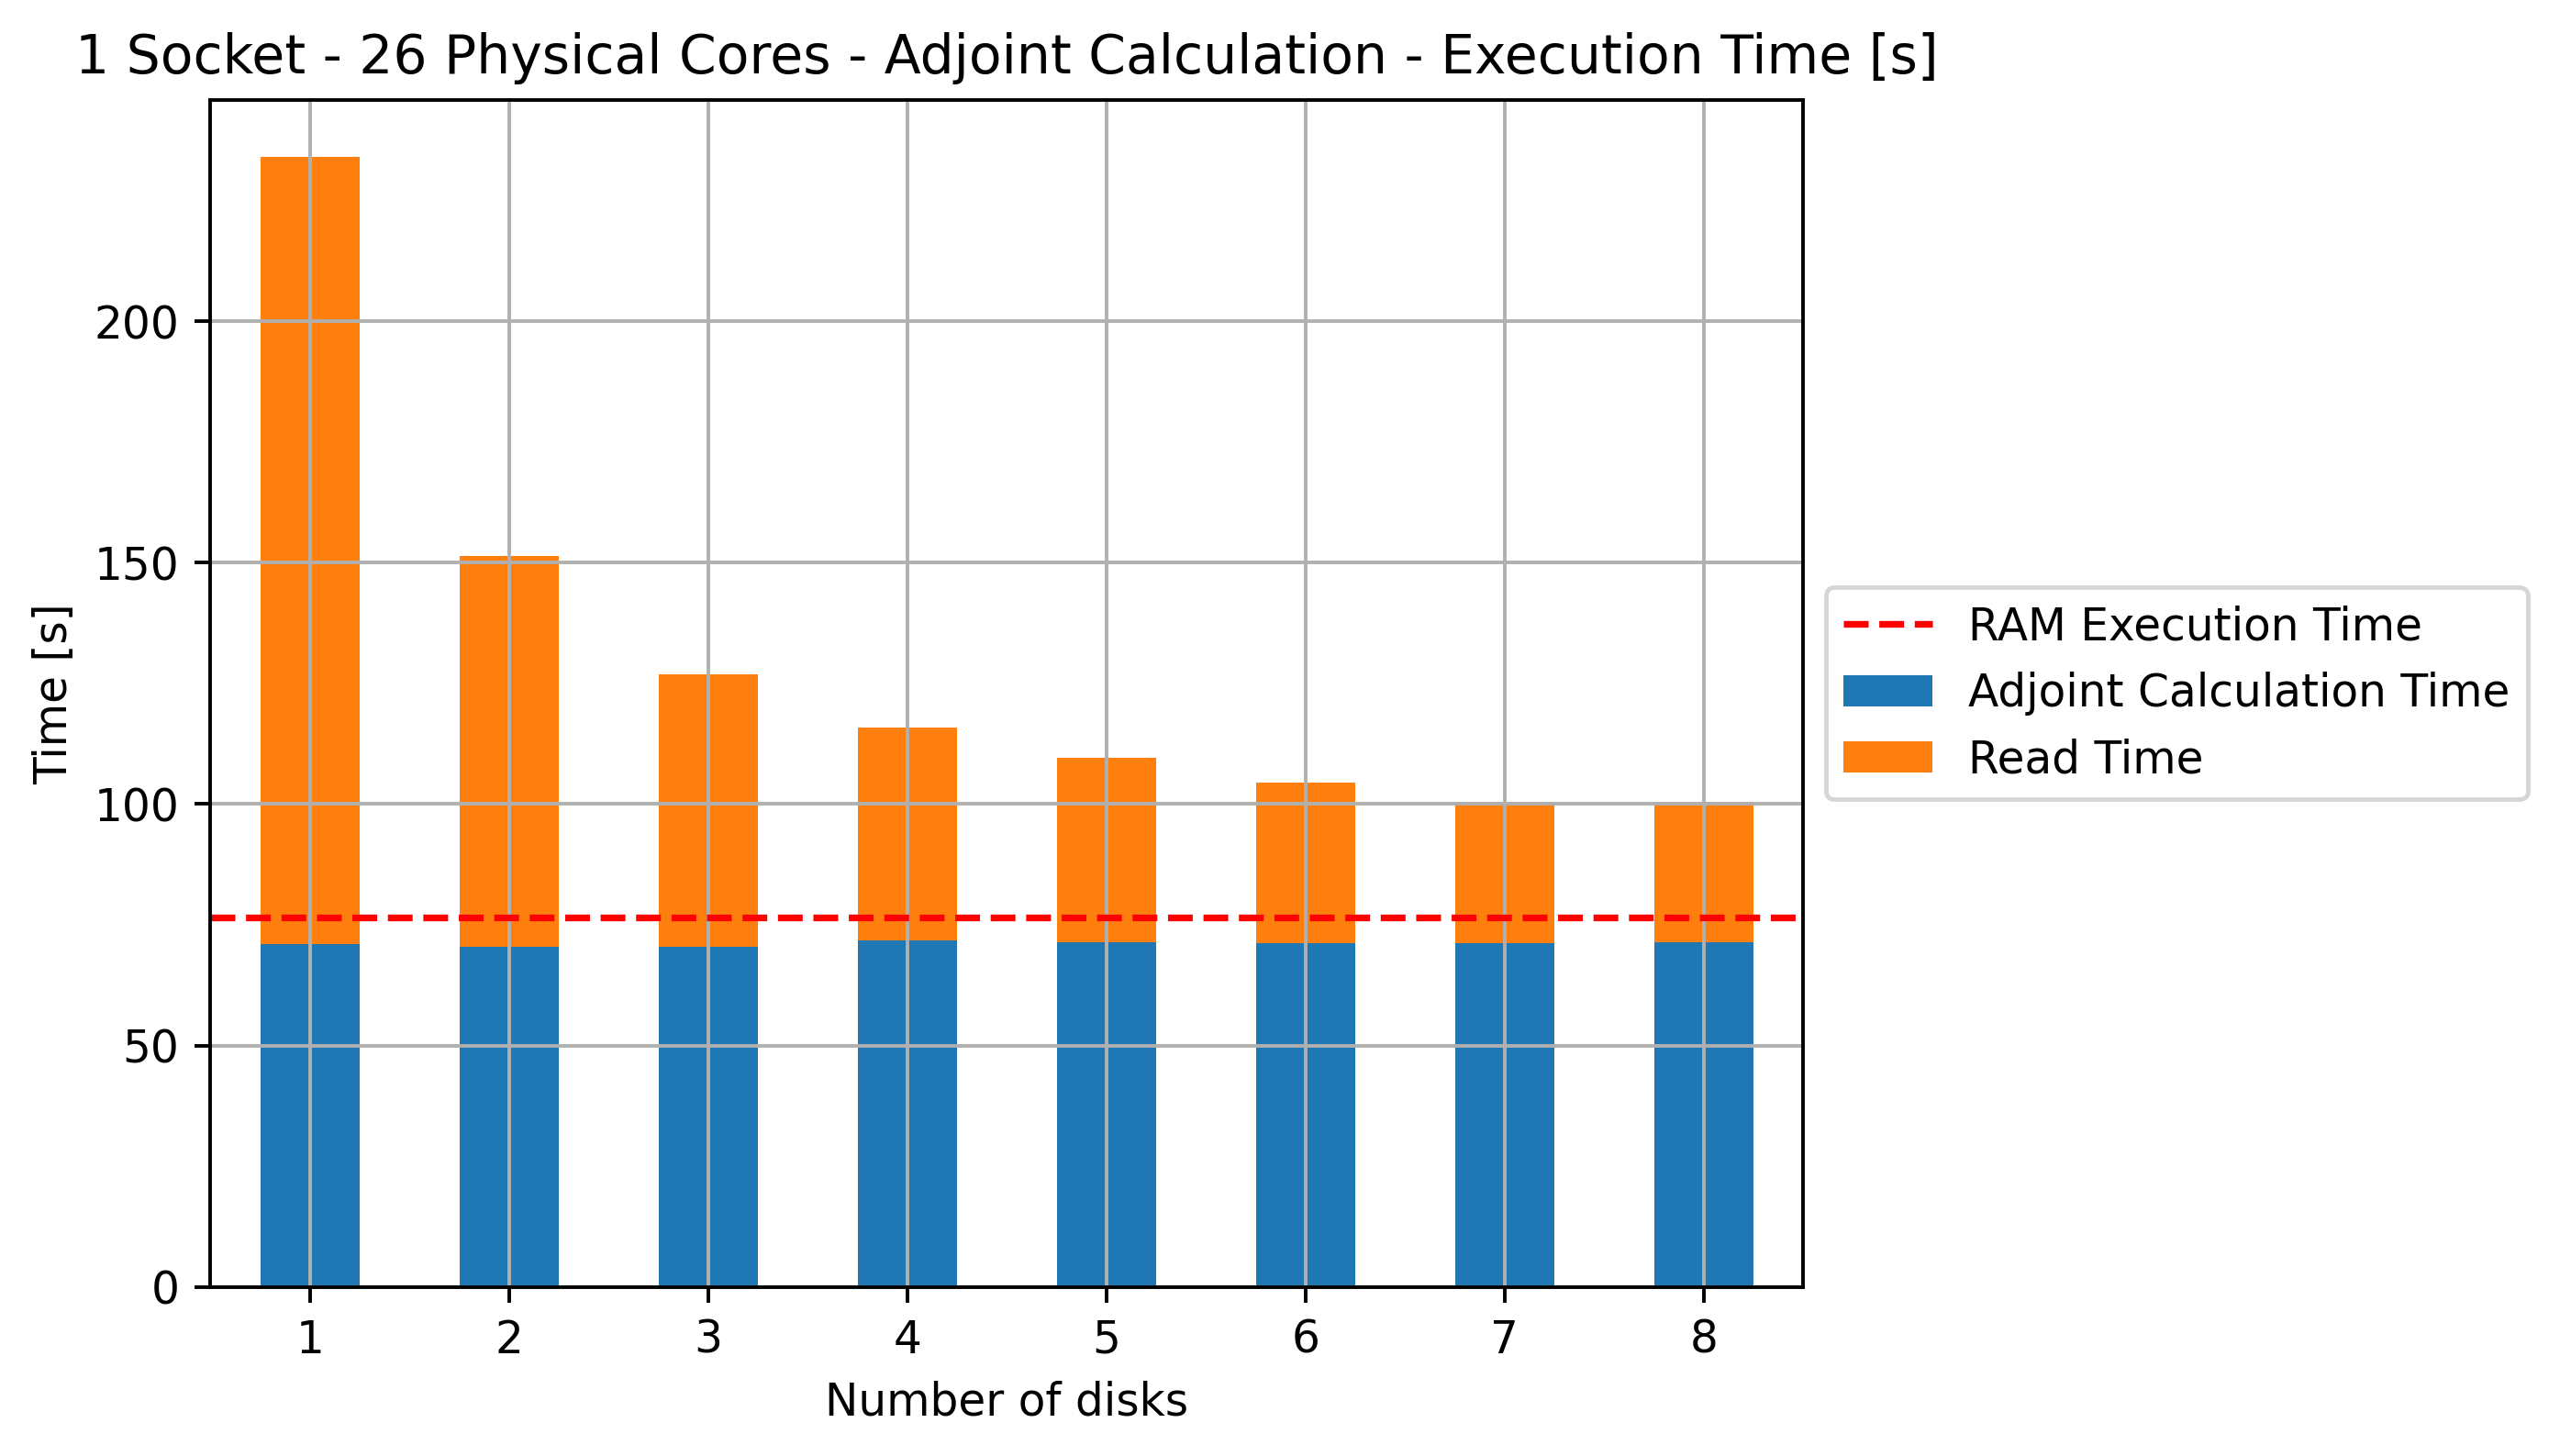 1 Socket - 26 Physical Cores - Adjoint Calculation - Execution Time [s]
Time [s]
200
150
100
50
0
1 2 3 4 5 6 7 8
Number of disks
RAM Execution Time
Adjoint Calculation Time
Read Time